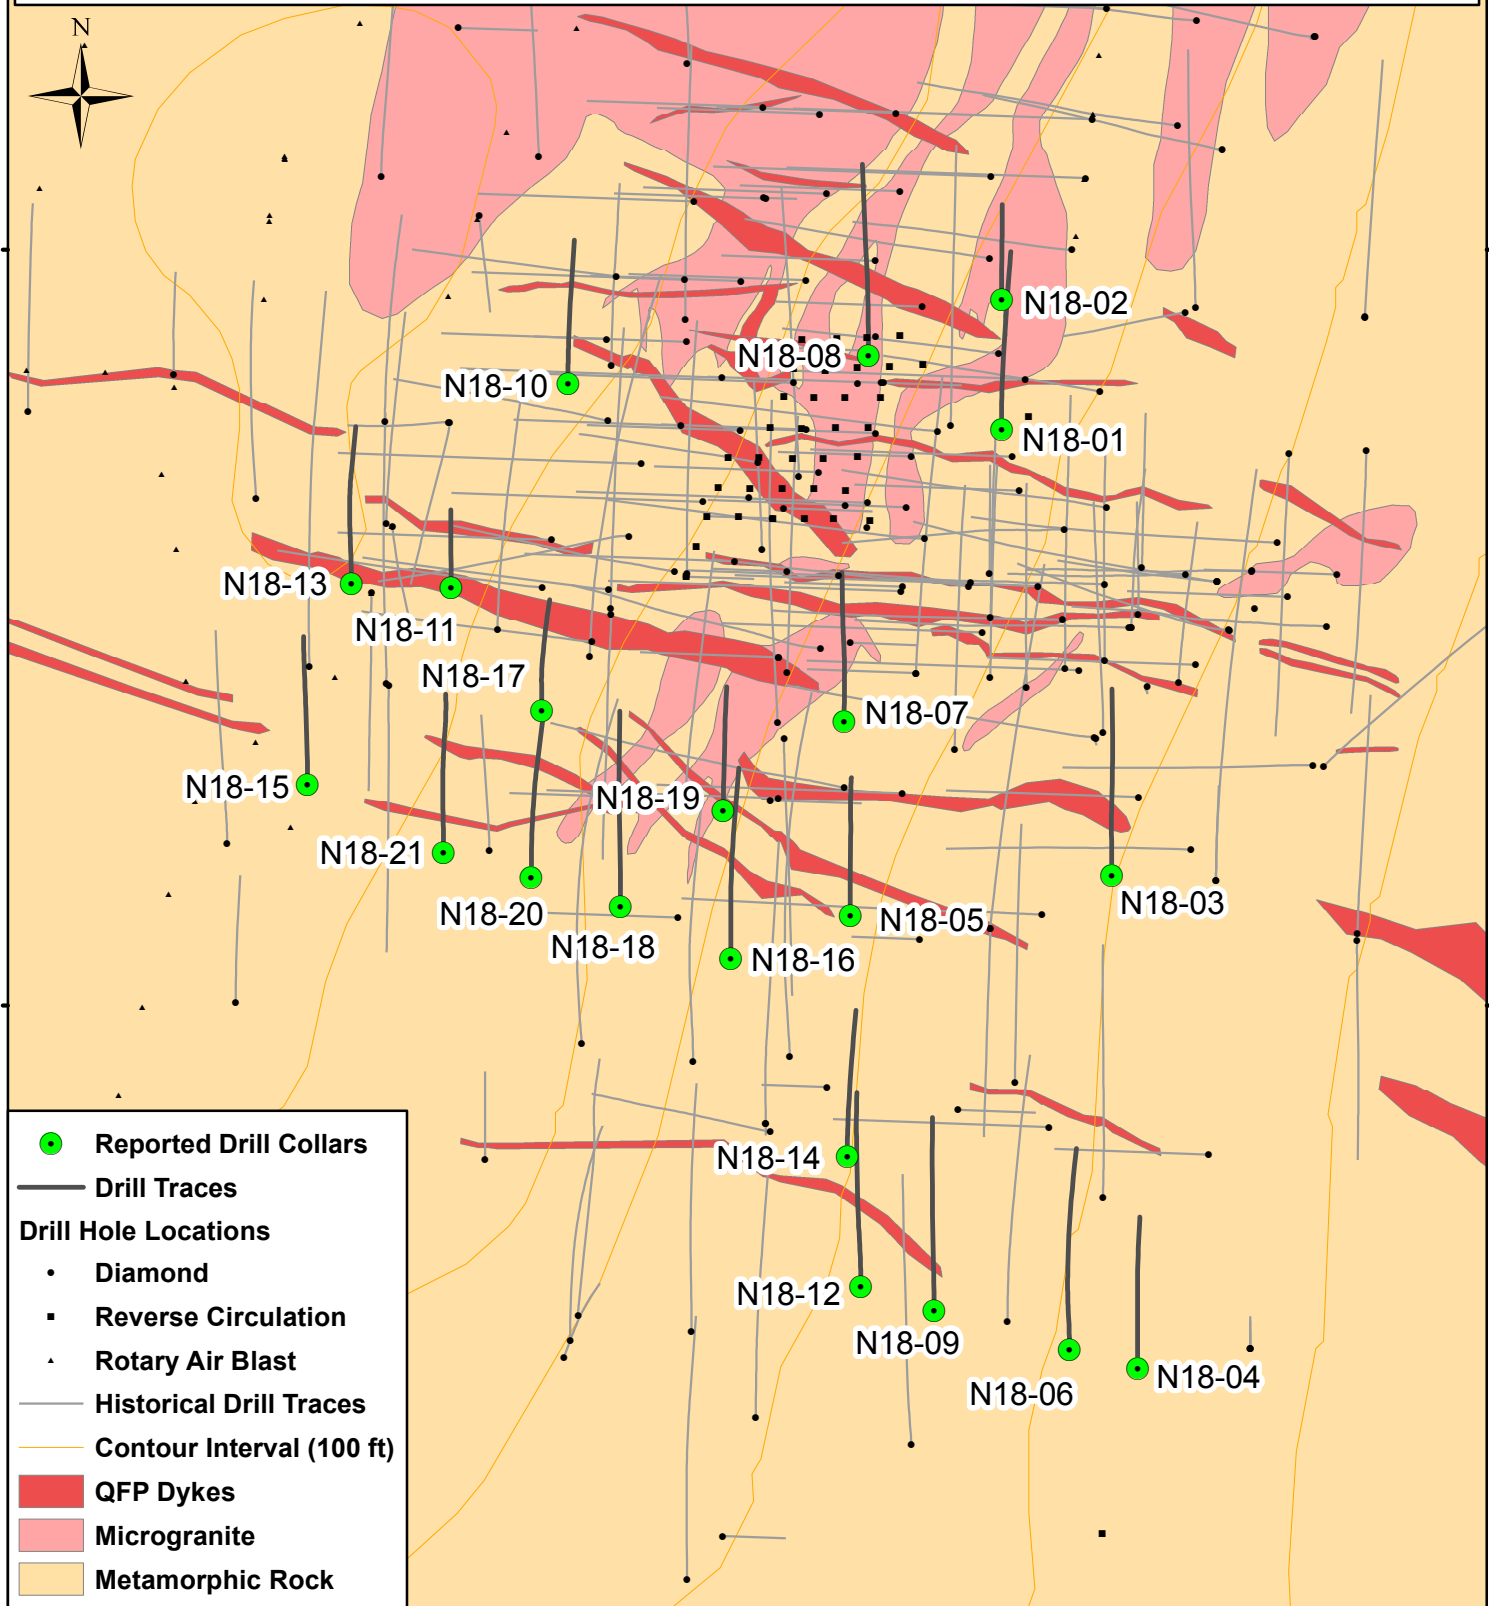 N
N18-02
N18-08
N18-10
N18-01
N18-13
N18-11
N18-17
N18-07
N18-15
N18-19
N18-21
N18-03
N18-20
N18-05
N18-18
N18-16
N18-14
N18-12
N18-09
N18-04
N18-06
Reported Drill Collars
Drill Traces
Drill Hole Locations
Diamond
Reverse Circulation
Rotary Air Blast
Historical Drill Traces
Contour Interval (100 ft)
QFP Dykes
Microgranite
Metamorphic Rock